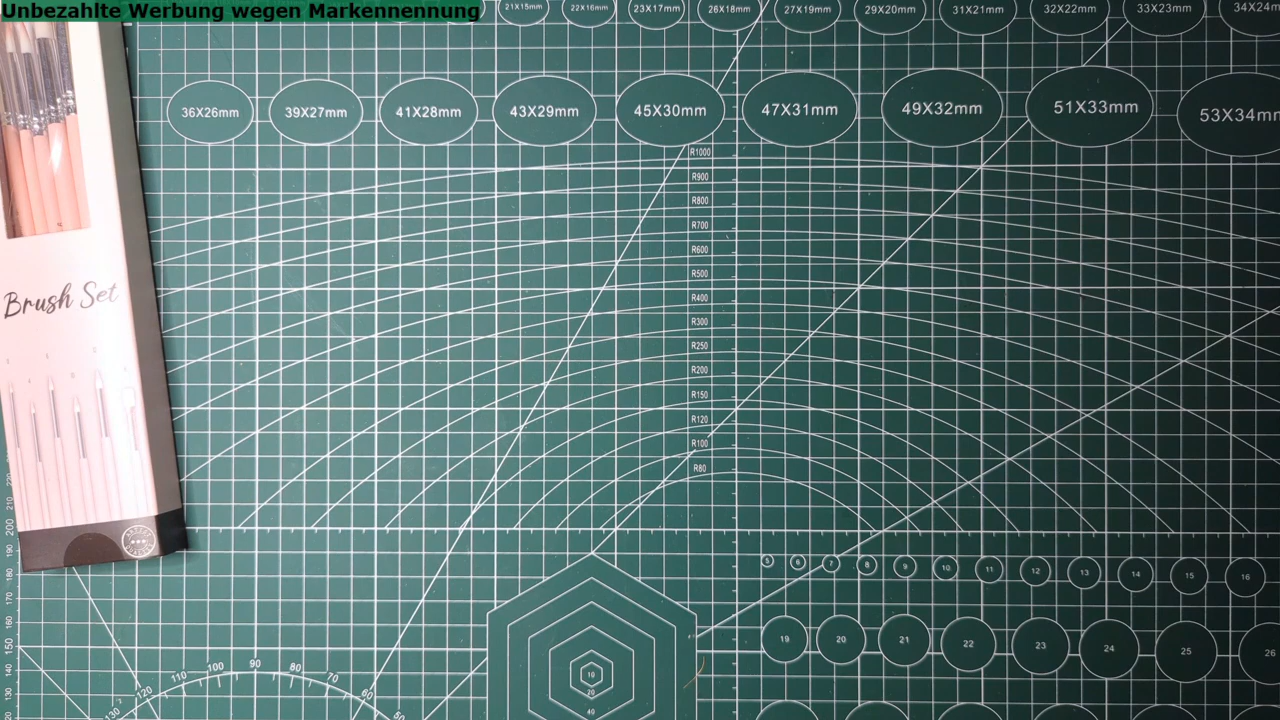 Unbezahlte Werbung wegen Markennennung
21X15mm 22X16mm 23X17mm 26X18mm 27X19mm 29X20mm 31X21mm 32X22mm 33X23mm 34X24m
36X26mm 39X27mm 41X28mm 43X29mm 45X30mm 47X31mm 49X32mm 51X33mm 53X34mm
R1000
R900
R800
R700
R600
R500
R400
R300
R250
R200
R150
R120
R100
R80
Brush Set
220
210
200
190
180
170
160
150
140
130
120
5 6 7 8 9 10 11 12 13 14 15 16
19 20 21 22 23 24 25 26
130 120 110 100 90 80 70 60 50
10
20
40